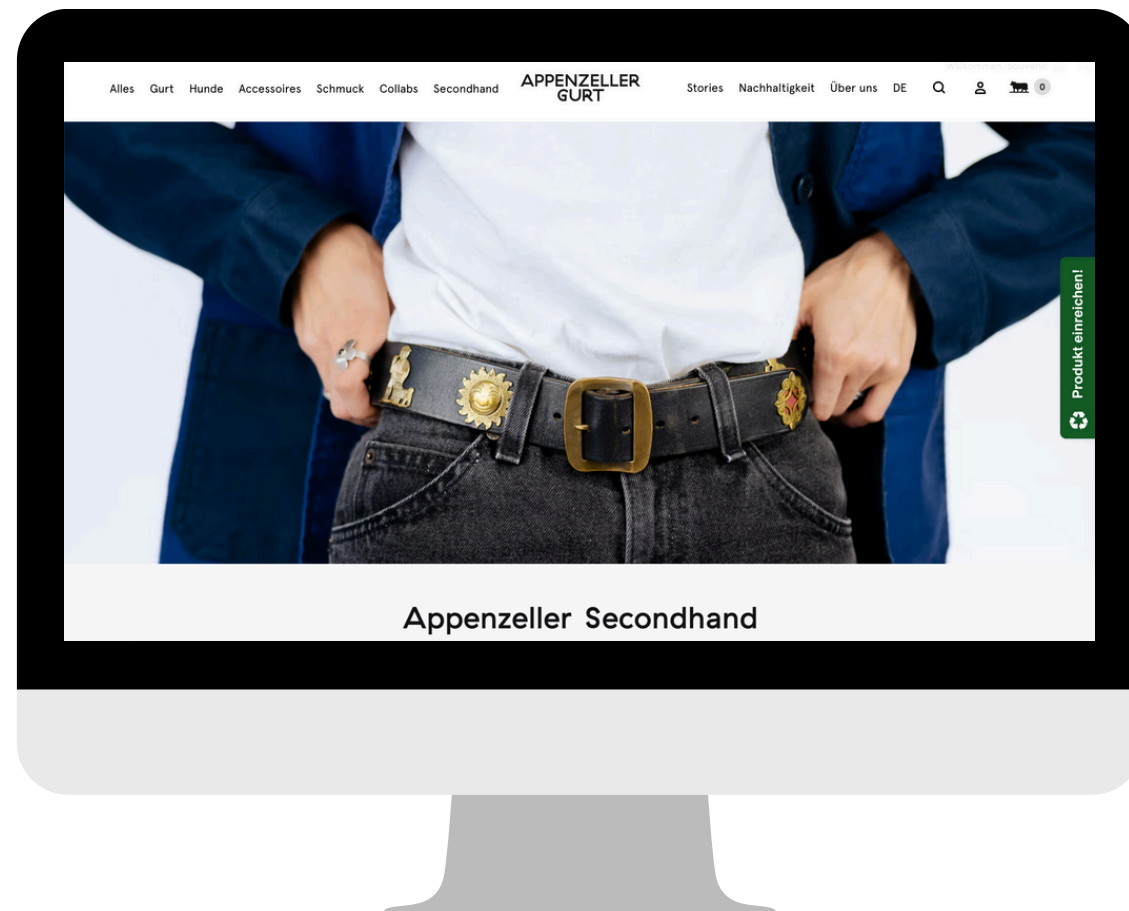 Alles Gurt Hunde Accessoires Schmuck Collabs Secondhand
APPENZELLER
GURT
Stories Nachhaltigkeit Über uns DE
0
Produkt einreichen!
Appenzeller Secondhand